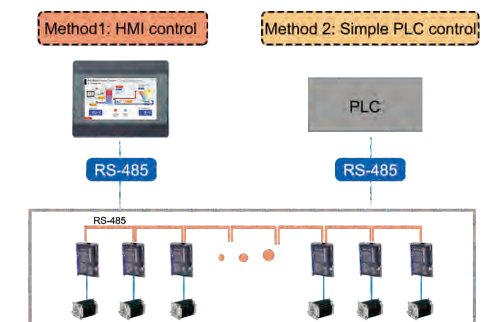 Method1: HMI control
Method 2: Simple PLC control
PLC
RS-485
RS-485
RS-485